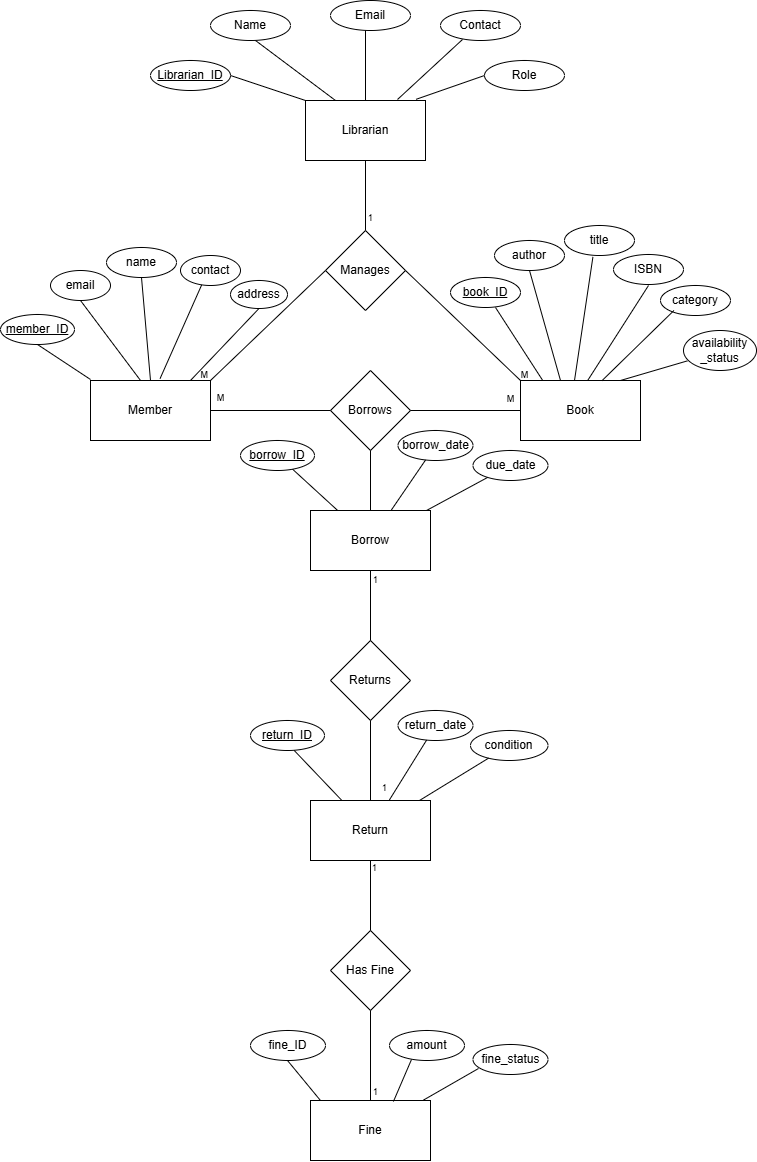 Email
Name
Contact
Librarian_ID
Role
Librarian
1
Manages
title
author
ISBN
name
contact
email
address
book_ID
category
member_ID
availability
_status
M
M
Member
M
Borrows
M
Book
borrow_ID
borrow_date
due_date
Borrow
1
Returns
return_ID
return_date
condition
1
Return
1
Has Fine
fine_ID
amount
fine_status
1
Fine